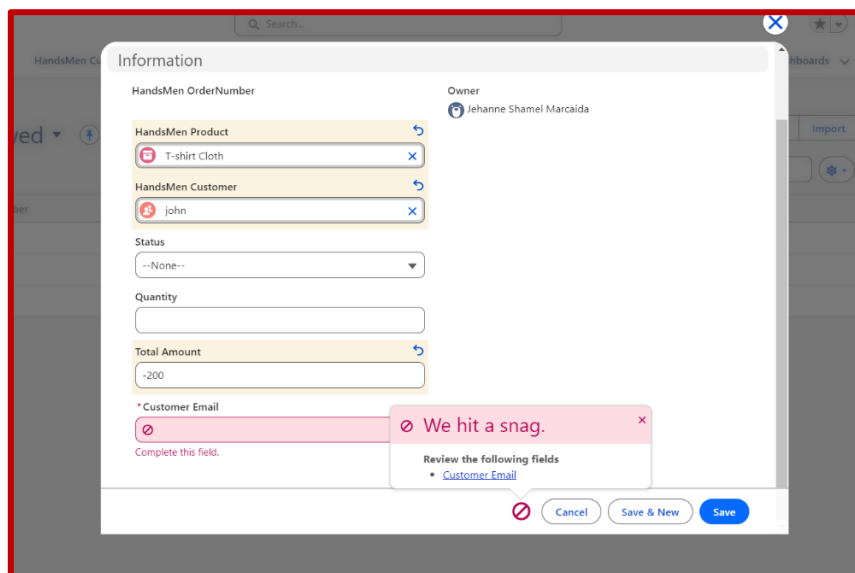 Search...
HandsMen Cu
hboards
Information
HandsMen OrderNumber
Owner
Jehanne Shamel Marcaida
wed
Import
HandsMen Product
T-shirt Cloth
HandsMen Customer
ber
john
Status
--None--
Quantity
Total Amount
-200
*Customer Email
Complete this field.
We hit a snag.
Review the following fields
• Customer Email
Cancel
Save & New
Save